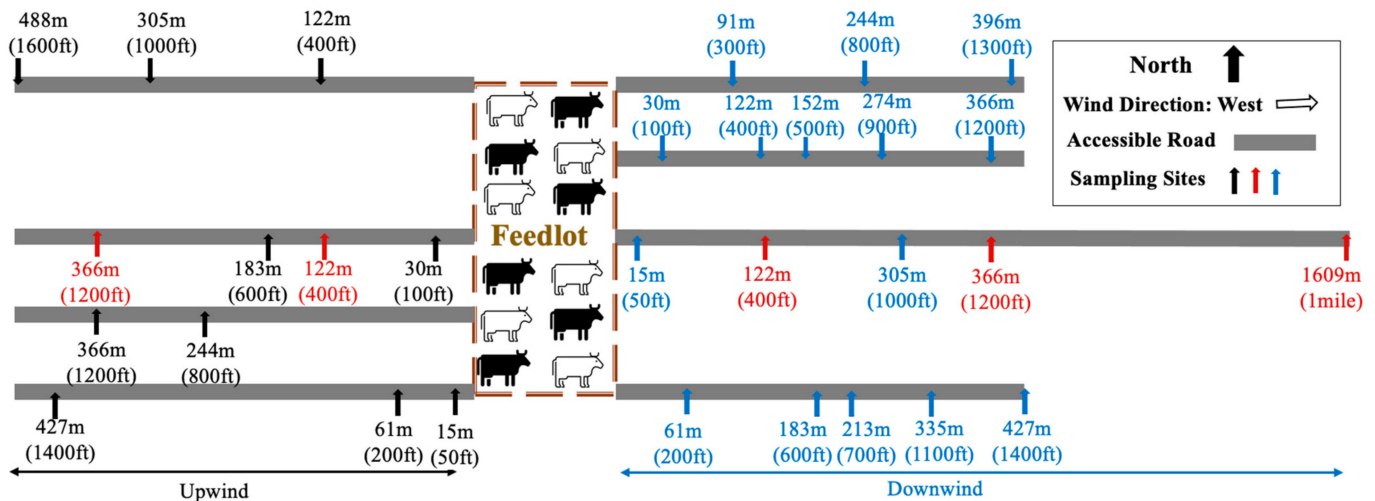 488m 305m 122m
(1600ft) (1000ft) (400ft)
91m 244m 396m
(300ft) (800ft) (1300ft)
30m 122m 152m 274m 366m
(100ft) (400ft) (500ft) (900ft) (1200ft)
North
Wind Direction: West
Accessible Road
Sampling Sites
Feedlot
366m 183m 122m 30m
(1200ft) (600ft) (400ft) (100ft)
15m 122m 305m 366m 1609m
(50ft) (400ft) (1000ft) (1200ft) (1mile)
366m 244m
(1200ft) (800ft)
427m 61m 15m
(1400ft) (200ft) (50ft)
61m 183m 213m 335m 427m
(200ft) (600ft) (700ft) (1100ft) (1400ft)
Upwind
Downwind